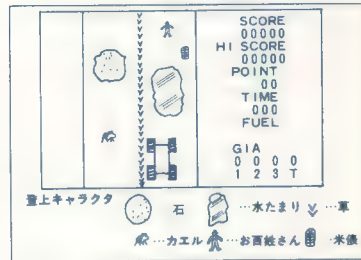 SCORE
00000
HI SCORE
00000
POINT
00
TIME
000
FUEL
GIA
0 0 0 0
1 2 3 T
登上キャラクタ 石 …水たまり …草
…カエル …お百姓さん …米俵